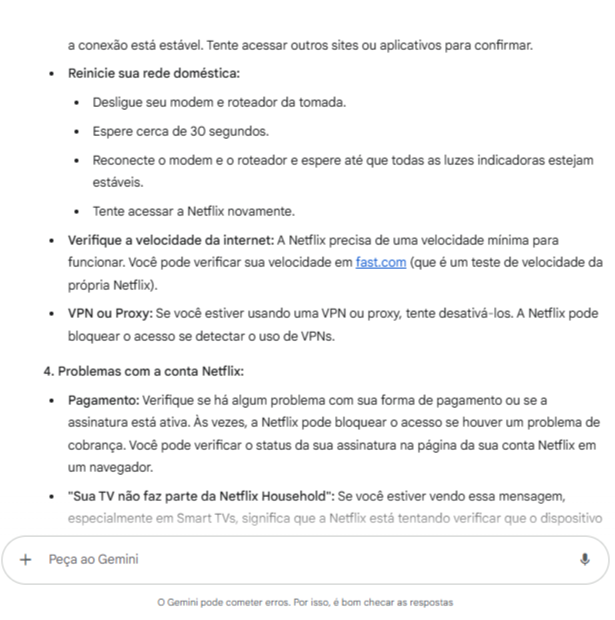 a conexão está estável. Tente acessar outros sites ou aplicativos para confirmar.
• Reinicie sua rede doméstica:
• Desligue seu modem e roteador da tomada.
• Espere cerca de 30 segundos.
• Reconecte o modem e o roteador e espere até que todas as luzes indicadoras estejam
estáveis.
• Tente acessar a Netflix novamente.
• Verifique a velocidade da internet: A Netflix precisa de uma velocidade mínima para
funcionar. Você pode verificar sua velocidade em fast.com (que é um teste de velocidade da
própria Netflix).
• VPN ou Proxy: Se você estiver usando uma VPN ou proxy, tente desativá-los. A Netflix pode
bloquear o acesso se detectar o uso de VPNs.
4. Problemas com a conta Netflix:
• Pagamento: Verifique se há algum problema com sua forma de pagamento ou se a
assinatura está ativa. Às vezes, a Netflix pode bloquear o acesso se houver um problema de
cobrança. Você pode verificar o status da sua assinatura na página da sua conta Netflix em
um navegador.
• "Sua TV não faz parte da Netflix Household": Se você estiver vendo essa mensagem,
especialmente em Smart TVs, significa que a Netflix está tentando verificar que o dispositivo
Peça ao Gemini
O Gemini pode cometer erros. Por isso, é bom checar as respostas